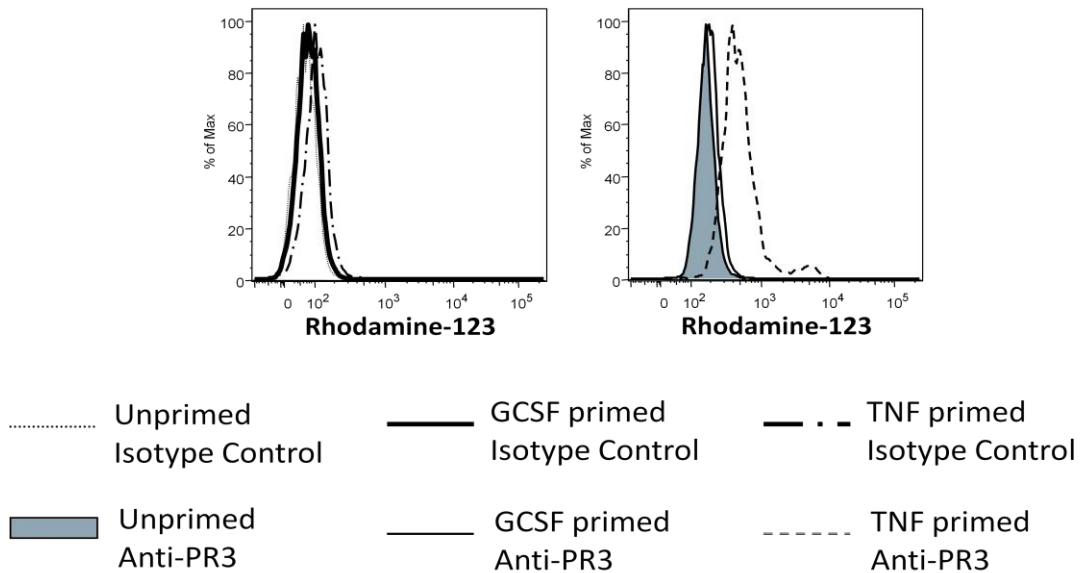 100
80
60
40
20
0
% of Max
0 10² 10³ 10⁴ 10⁵
Rhodamine-123
100
80
60
40
20
0
% of Max
0 10² 10³ 10⁴ 10⁵
Rhodamine-123
Unprimed
Isotype Control
GCSF primed
Isotype Control
TNF primed
Isotype Control
Unprimed
Anti-PR3
GCSF primed
Anti-PR3
TNF primed
Anti-PR3